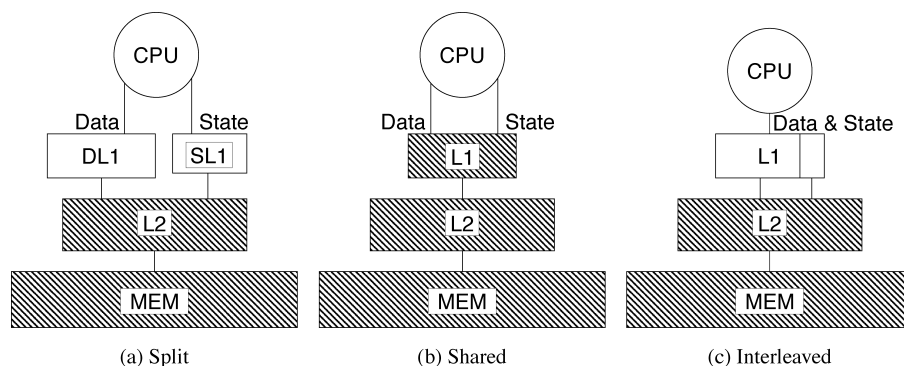 CPU
Data State
DL1 SL1
L2
MEM
(a) Split
CPU
Data State
L1
L2
MEM
(b) Shared
CPU
Data & State
L1
L2
MEM
(c) Interleaved